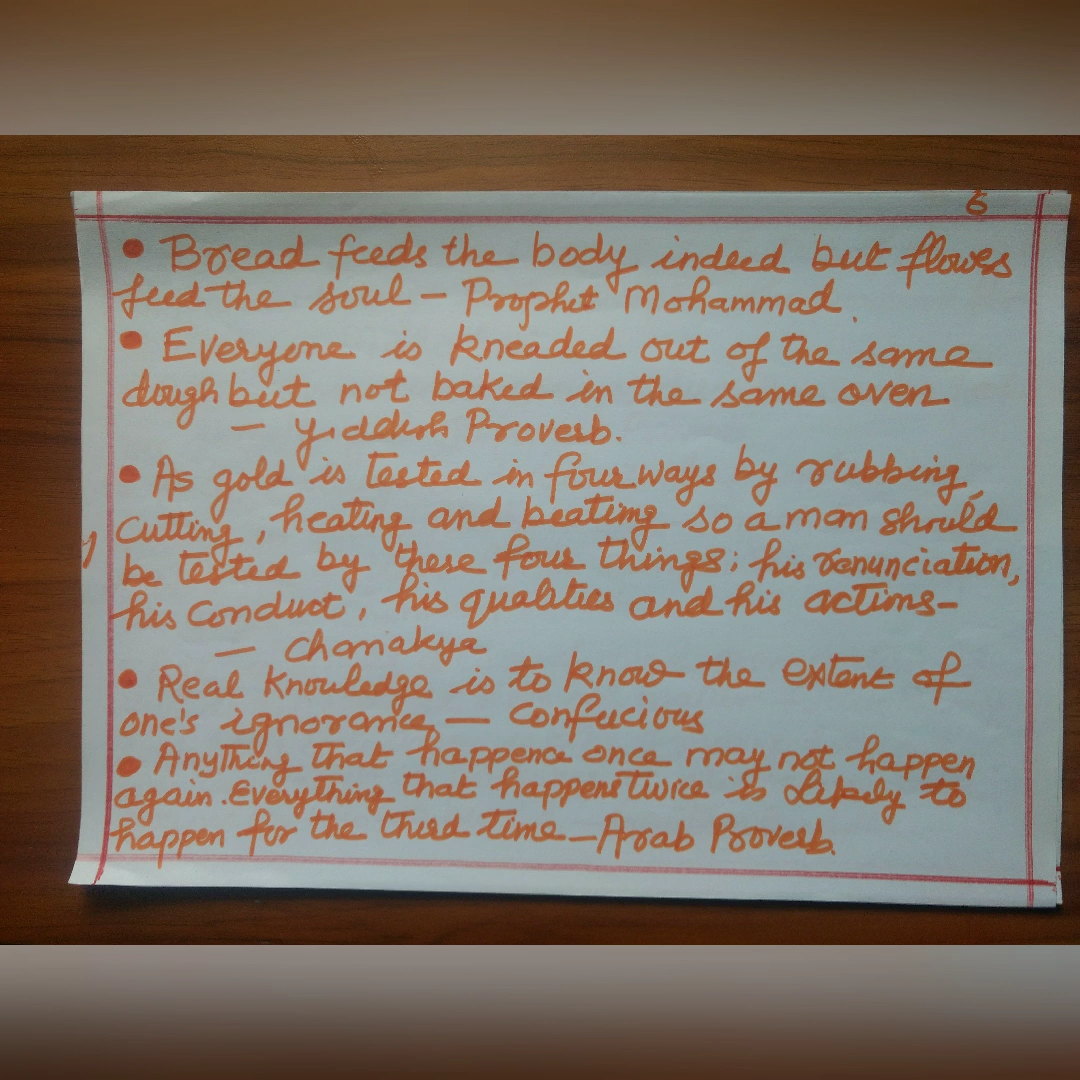 6
• Bread feeds the body indeed but flowers
feed the soul - Prophet Mohammad.
• Everyone is kneaded out of the same
dough but not baked in the same oven
- Yiddish Proverb.
• As gold is tested in four ways by rubbing,
cutting, heating and beating so a man should
be tested by these four things: his renunciation,
his conduct, his qualities and his actions-
- Chanakya
• Real knowledge is to know the extent of
one's ignorance - Confucious
• Anything that happence once may not happen
again. Everything that happens twice is likely to
happen for the third time - Arab Proverb.